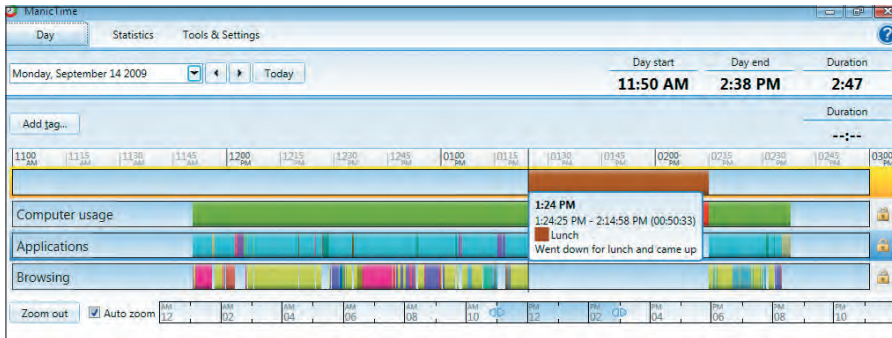 ManicTime
Day Statistics Tools & Settings
Day start Day end Duration
Monday, September 14 2009 Today 11:50 AM 2:38 PM 2:47
Duration
Add tag...
--:--
1100 AM 1115 AM 1130 AM 1145 AM 1200 PM 1215 PM 1230 PM 1245 PM 0100 PM 0115 PM 0130 PM 0145 PM 0200 PM 0215 PM 0230 PM 0245 PM 0300 PM
1:24 PM
Computer usage
1:24:25 PM - 2:14:58 PM (00:50:33)
Lunch
Applications
Went down for lunch and came up
Browsing
Zoom out Auto zoom AM 12 AM 02 AM 04 AM 06 AM 08 AM 10 PM 12 PM 02 PM 04 PM 06 PM 08 PM 10